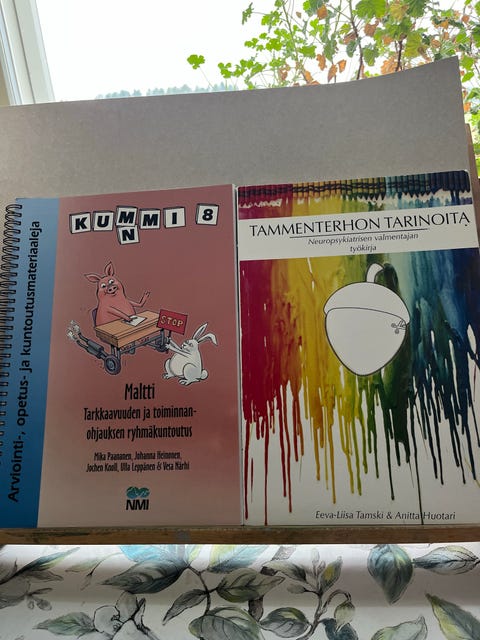 Arviointi-, opetus- ja kuntoutusmateriaaleja
KUMMI 8
N
STOP
Maltti
Tarkkaavuuden ja toiminnan-
ohjauksen ryhmäkuntoutus
Mika Paananen, Johanna Heinonen,
Jochen Knoll, Ulla Leppänen & Vesa Närhi
NMI
TAMMENTERHON TARINOITA
Neuropsykiatrisen valmentajan
työkirja
Eeva-Liisa Tamski & Anitta Huotari